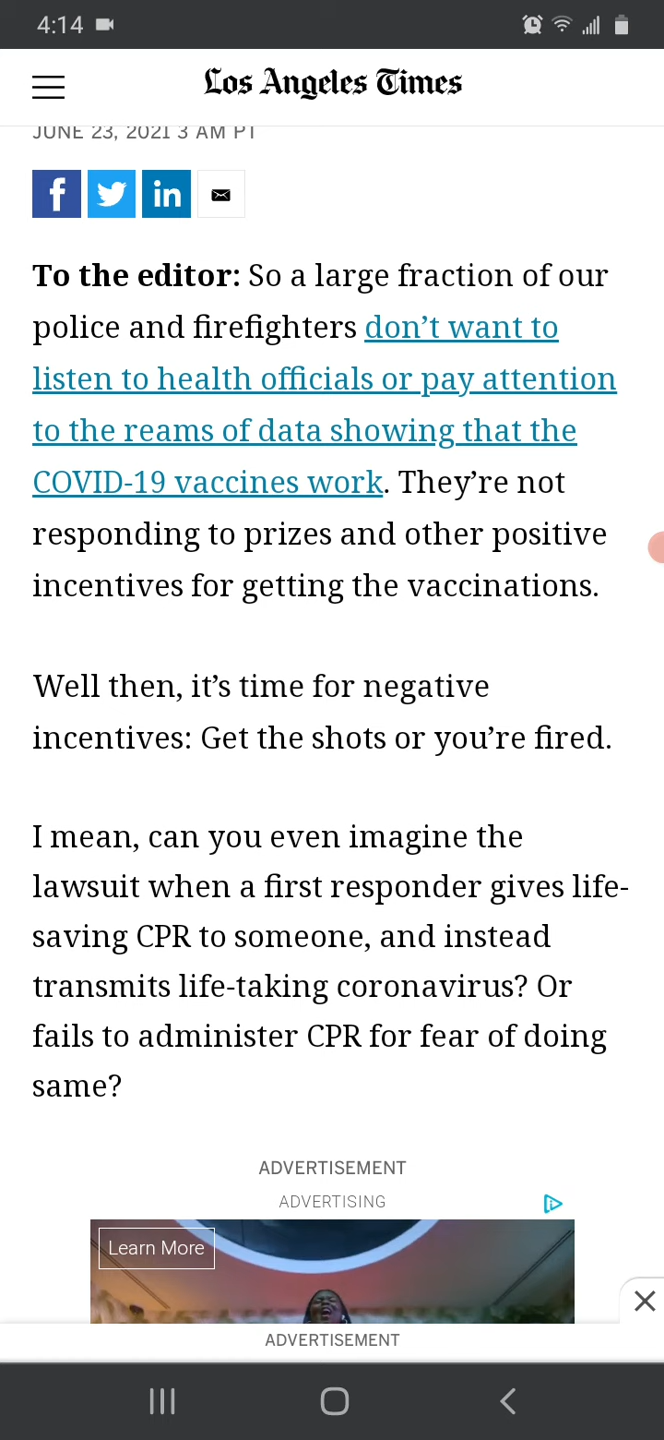 4:14
Los Angeles Times
JUNE 23, 2021 3 AM PT
To the editor: So a large fraction of our
police and firefighters don’t want to
listen to health officials or pay attention
to the reams of data showing that the
COVID-19 vaccines work. They’re not
responding to prizes and other positive
incentives for getting the vaccinations.
Well then, it’s time for negative
incentives: Get the shots or you’re fired.
I mean, can you even imagine the
lawsuit when a first responder gives life-
saving CPR to someone, and instead
transmits life-taking coronavirus? Or
fails to administer CPR for fear of doing
same?
ADVERTISEMENT
ADVERTISING
Learn More
ADVERTISEMENT